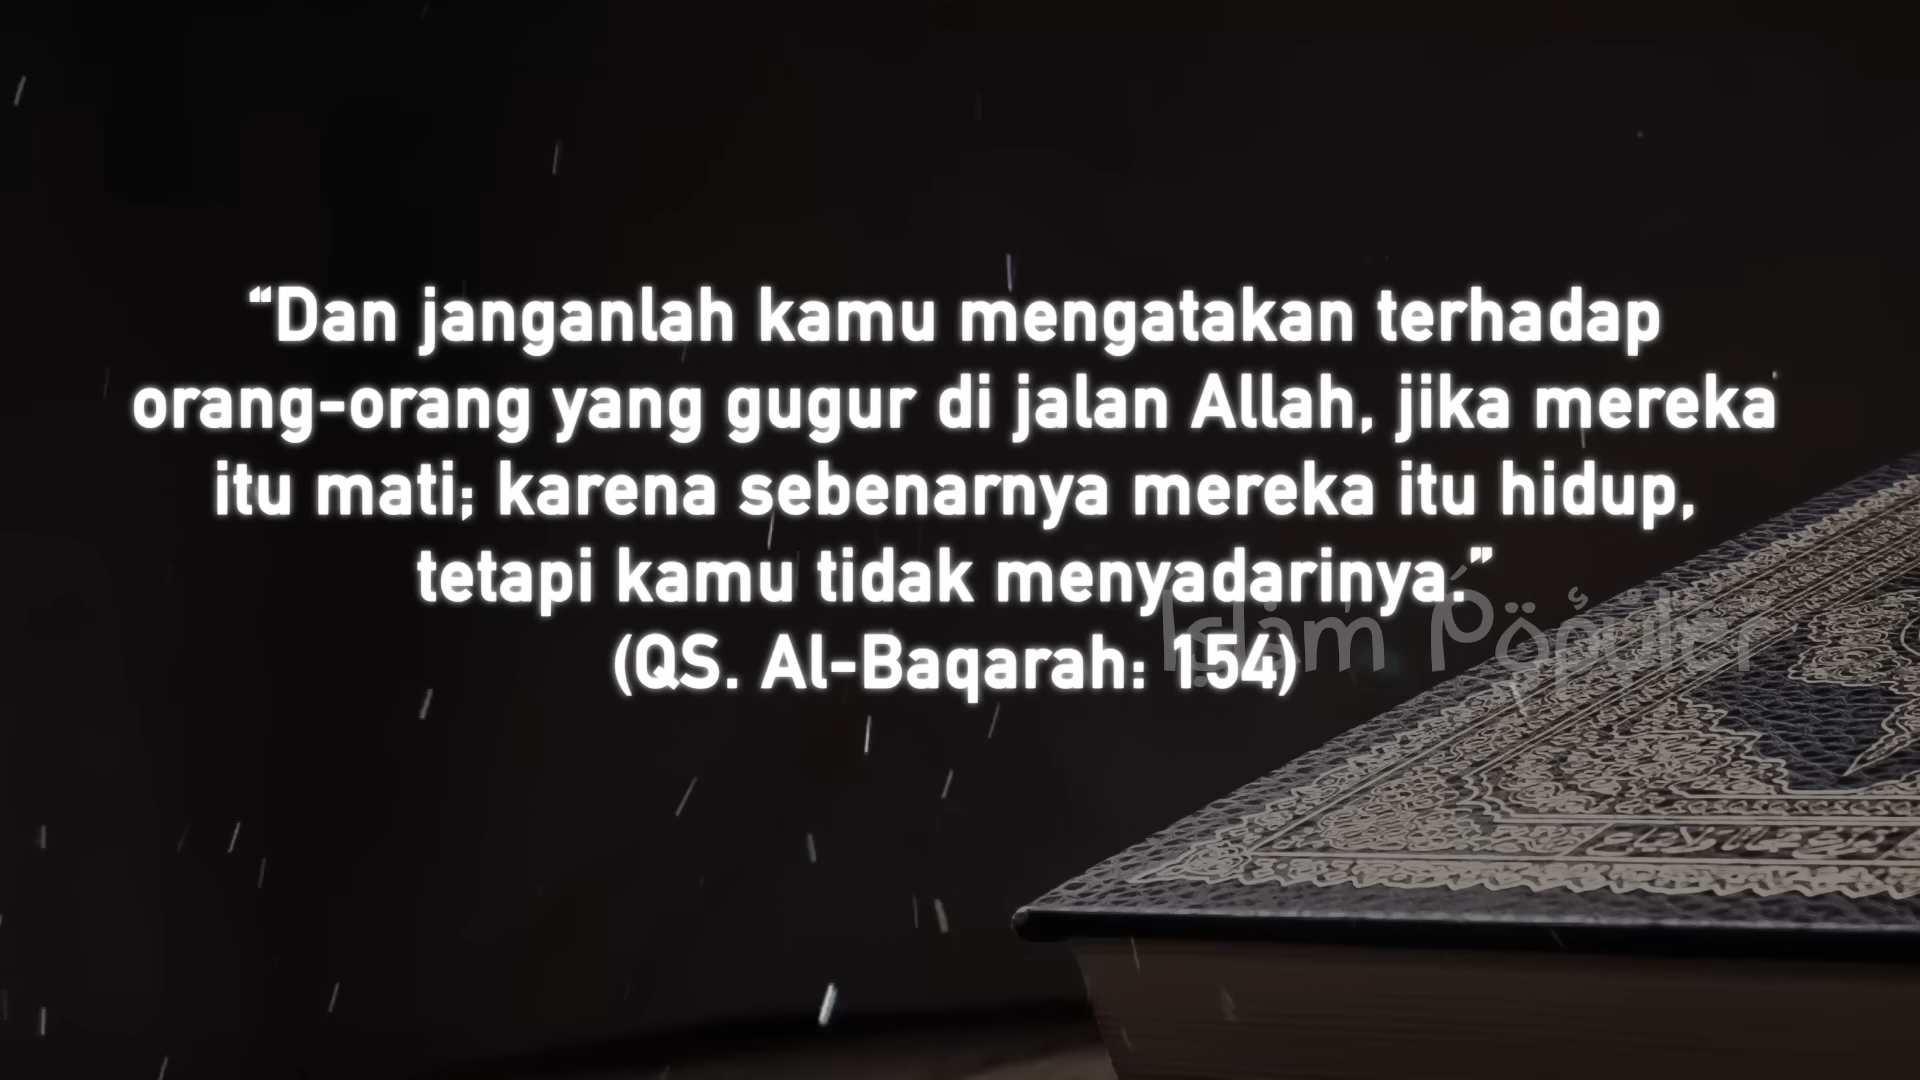 “Dan janganlah kamu mengatakan terhadap
orang-orang yang gugur di jalan Allah, jika mereka
itu mati; karena sebenarnya mereka itu hidup,
tetapi kamu tidak menyadarinya.”
(QS. Al-Baqarah: 154)
Islam Populer